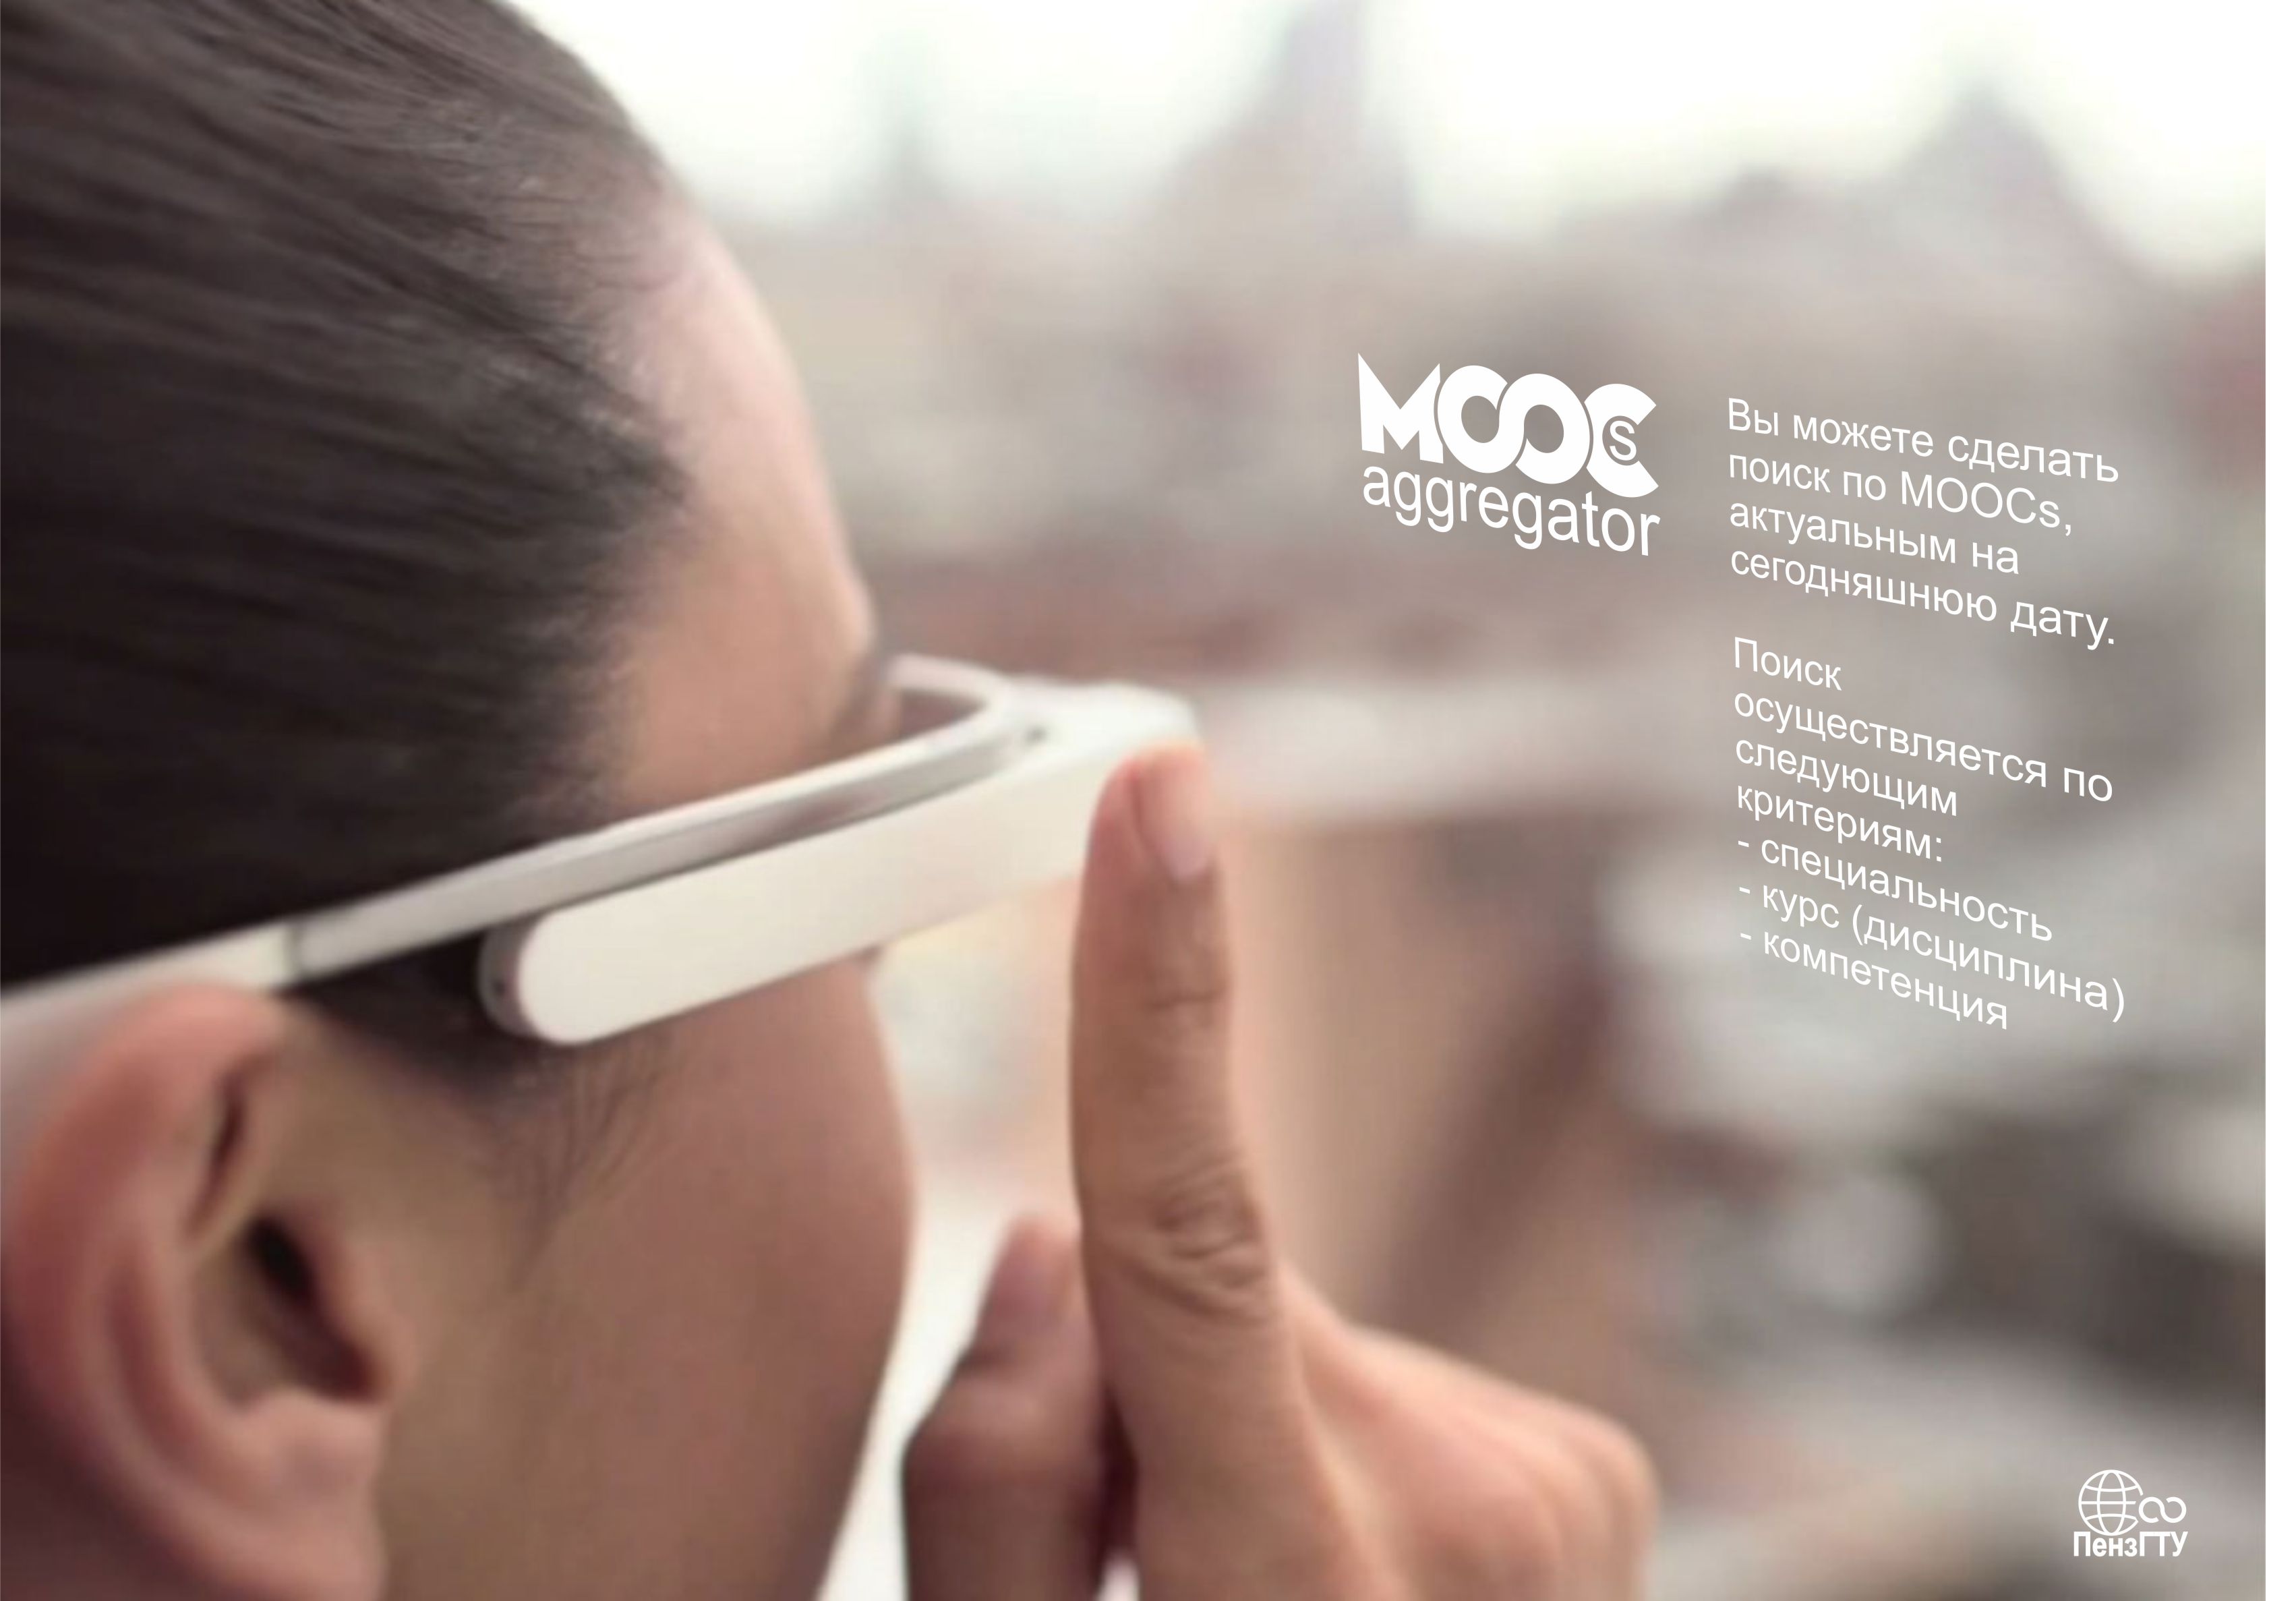 MOOCs
aggregator
Вы можете сделать
поиск по MOOCs,
актуальным на
сегодняшнюю дату.
Поиск
осуществляется по
следующим
критериям:
- специальность
- курс (дисциплина)
- компетенция
ПензГТУ